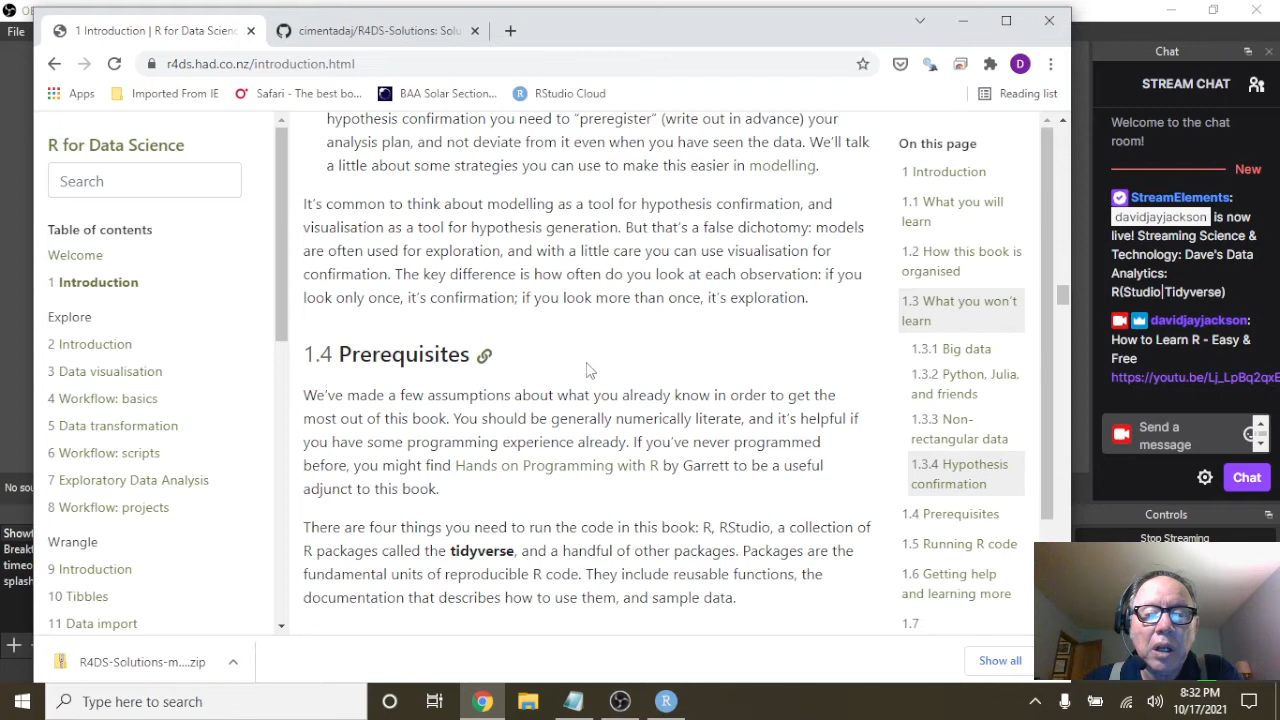 File
1 Introduction | R for Data Scienc
cimentadaj/R4DS-Solutions: Solu
r4ds.had.co.nz/introduction.html
D
Apps
Imported From IE
Safari - The best bo...
BAA Solar Section...
RStudio Cloud
Reading list
R for Data Science
Search
Table of contents
Welcome
1 Introduction
Explore
2 Introduction
3 Data visualisation
4 Workflow: basics
5 Data transformation
6 Workflow: scripts
7 Exploratory Data Analysis
8 Workflow: projects
Wrangle
9 Introduction
10 Tibbles
11 Data import
hypothesis confirmation you need to “preregister” (write out in advance) your
analysis plan, and not deviate from it even when you have seen the data. We’ll talk
a little about some strategies you can use to make this easier in modelling.
It’s common to think about modelling as a tool for hypothesis confirmation, and
visualisation as a tool for hypothesis generation. But that’s a false dichotomy: models
are often used for exploration, and with a little care you can use visualisation for
confirmation. The key difference is how often do you look at each observation: if you
look only once, it’s confirmation; if you look more than once, it’s exploration.
1.4 Prerequisites
We’ve made a few assumptions about what you already know in order to get the
most out of this book. You should be generally numerically literate, and it’s helpful if
you have some programming experience already. If you’ve never programmed
before, you might find Hands on Programming with R by Garrett to be a useful
adjunct to this book.
There are four things you need to run the code in this book: R, RStudio, a collection of
R packages called the tidyverse, and a handful of other packages. Packages are the
fundamental units of reproducible R code. They include reusable functions, the
documentation that describes how to use them, and sample data.
On this page
1 Introduction
1.1 What you will
learn
1.2 How this book is
organised
1.3 What you won’t
learn
1.3.1 Big data
1.3.2 Python, Julia,
and friends
1.3.3 Non-
rectangular data
1.3.4 Hypothesis
confirmation
1.4 Prerequisites
1.5 Running R code
1.6 Getting help
and learning more
1.7
Chat
STREAM CHAT
Welcome to the chat
room!
New
StreamElements:
davidjayjackson is now
live! Streaming Science &
Technology: Dave's Data
Analytics:
R(Studio|Tidyverse)
davidjayjackson:
How to Learn R - Easy &
Free
https://youtu.be/Lj_LpBq2qxE
Send a
message
Chat
Controls
Stop Streaming
No sou
Show!
Breakt
timeo
splash
R4DS-Solutions-m....zip
Show all
Type here to search
R
8:32 PM
10/17/2021